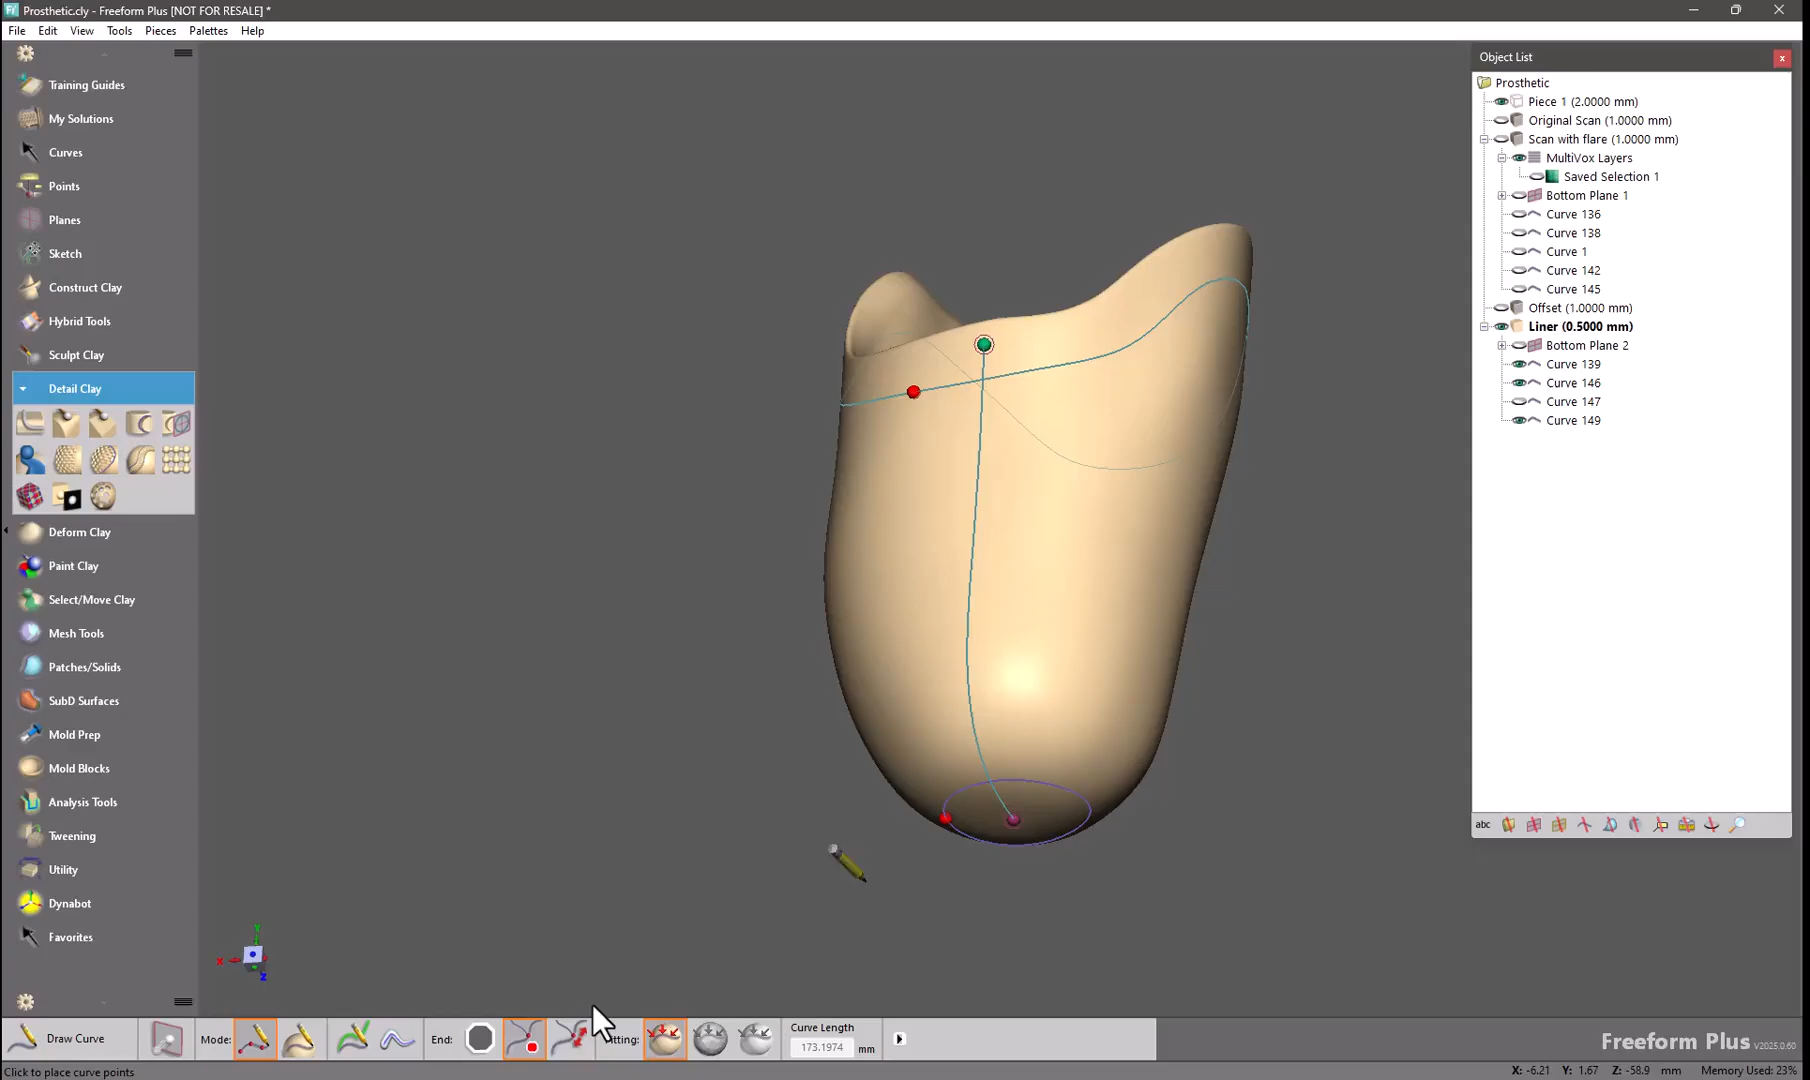 Prosthetic.cly - Freeform Plus [NOT FOR RESALE] *
File Edit View Tools Pieces Palettes Help
Training Guides
My Solutions
Curves
Points
Planes
Sketch
Construct Clay
Hybrid Tools
Sculpt Clay
Detail Clay
Deform Clay
Paint Clay
Select/Move Clay
Mesh Tools
Patches/Solids
SubD Surfaces
Mold Prep
Mold Blocks
Analysis Tools
Tweening
Utility
Dynabot
Favorites
Y
X
Z
Object List
Prosthetic
Piece 1 (2.0000 mm)
Original Scan (1.0000 mm)
Scan with flare (1.0000 mm)
MultiVox Layers
Saved Selection 1
Bottom Plane 1
Curve 136
Curve 138
Curve 1
Curve 142
Curve 145
Offset (1.0000 mm)
Liner (0.5000 mm)
Bottom Plane 2
Curve 139
Curve 146
Curve 147
Curve 149
abc
Draw Curve
Mode:
End:
itting:
Curve Length
173.1974 mm
Freeform Plus V2025.0.60
Click to place curve points
X: -6.21 Y: 1.67 Z: -58.9 mm Memory Used: 23%